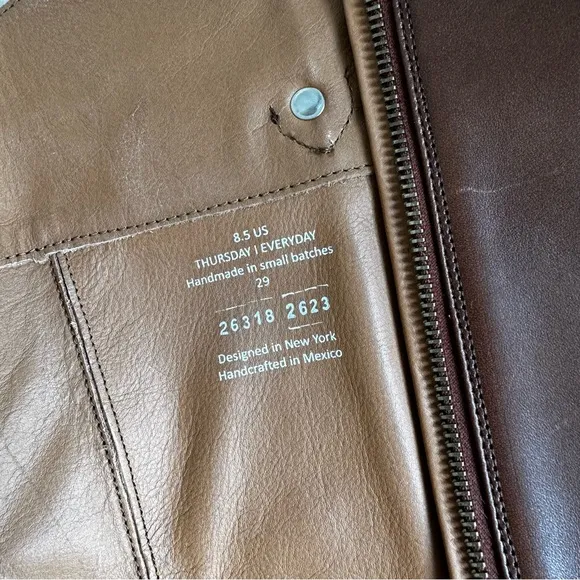 8.5 US
THURSDAY I EVERYDAY
Handmade in small batches
29
26318 2623
Designed in New York
Handcrafted in Mexico